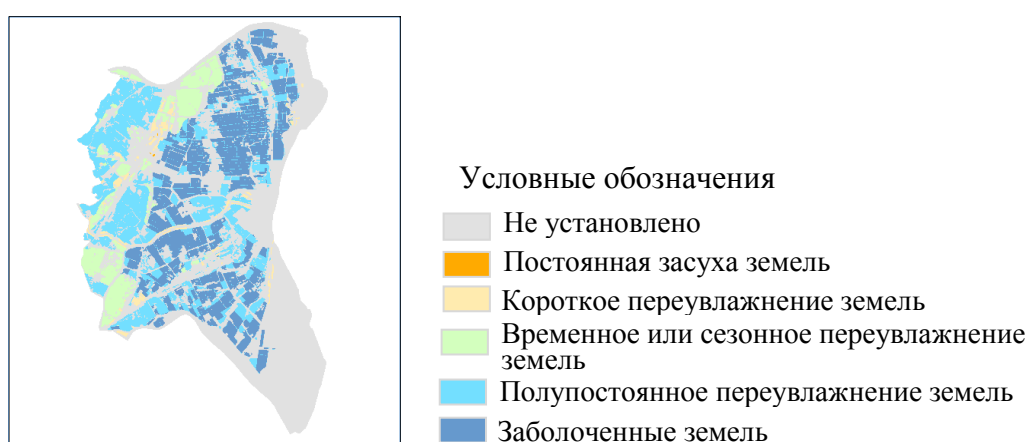 Условные обозначения
Не установлено
Постоянная засуха земель
Короткое переувлажнение земель
Временное или сезонное переувлажнение
земель
Полупостоянное переувлажнение земель
Заболоченные земель